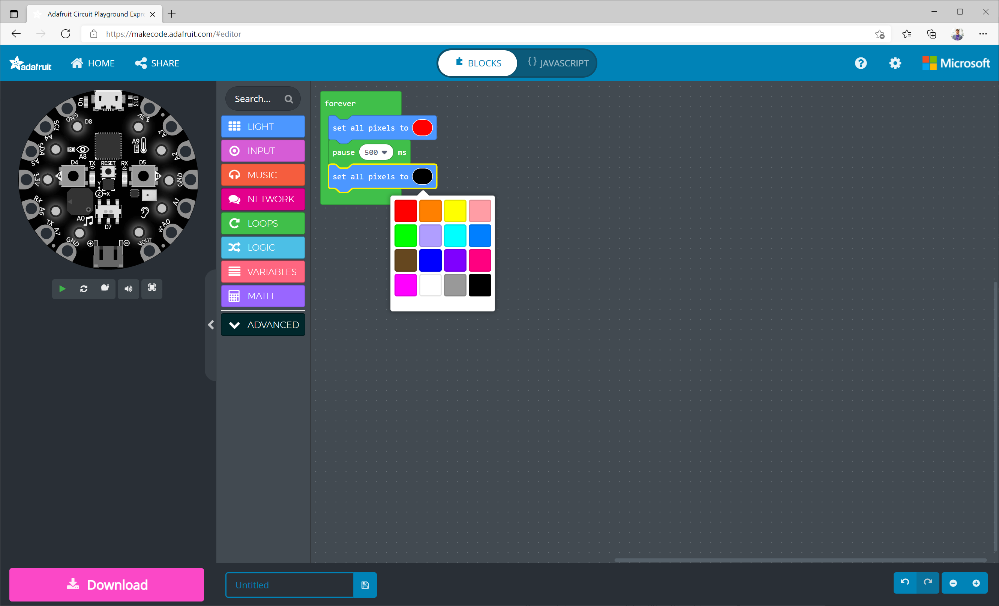 Adafruit Circuit Playground Expre
https://makecode.adafruit.com/#editor
adafruit
HOME
SHARE
BLOCKS
{} JAVASCRIPT
Microsoft
On
D13
GND
D8
3.3V
SCL
A4
A3
SDA
A5
A8
A9
A2
D4
TX
RESET
RX
D5
3.3V
A
B
GND
Y
Z
X
RX
A6
A1
A0
D7
TX
A7
A0
GND
VOUT
Search...
LIGHT
INPUT
MUSIC
NETWORK
LOOPS
LOGIC
VARIABLES
MATH
ADVANCED
forever
set all pixels to
pause 500 ms
set all pixels to
Download
Untitled